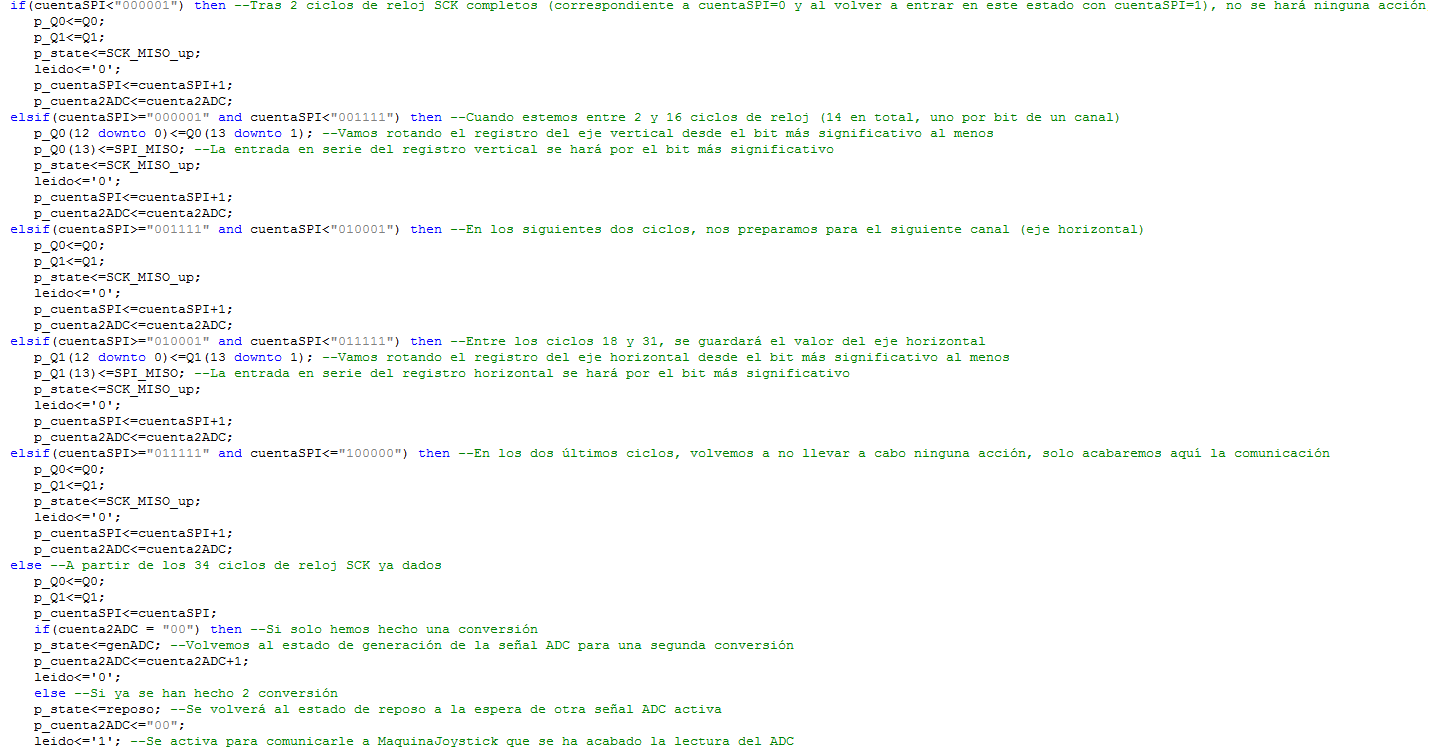 if(cuentaSPI<"000001") then --Tras 2 ciclos de reloj SCK completos (correspondiente a cuentaSPI=0 y al volver a entrar en este estado con cuentaSPI=1), no se hará ninguna acción
p_Q0<=Q0;
p_Q1<=Q1;
p_state<=SCK_MISO_up;
leido<='0';
p_cuentaSPI<=cuentaSPI+1;
p_cuenta2ADC<=cuenta2ADC;
elsif(cuentaSPI>="000001" and cuentaSPI<"001111") then --Cuando estemos entre 2 y 16 ciclos de reloj (14 en total, uno por bit de un canal)
p_Q0(12 downto 0)<=Q0(13 downto 1); --Vamos rotando el registro del eje vertical desde el bit más significativo al menos
p_Q0(13)<=SPI_MISO; --La entrada en serie del registro vertical se hará por el bit más significativo
p_state<=SCK_MISO_up;
leido<='0';
p_cuentaSPI<=cuentaSPI+1;
p_cuenta2ADC<=cuenta2ADC;
elsif(cuentaSPI>="001111" and cuentaSPI<"010001") then --En los siguientes dos ciclos, nos preparamos para el siguiente canal (eje horizontal)
p_Q0<=Q0;
p_Q1<=Q1;
p_state<=SCK_MISO_up;
leido<='0';
p_cuentaSPI<=cuentaSPI+1;
p_cuenta2ADC<=cuenta2ADC;
elsif(cuentaSPI>="010001" and cuentaSPI<"011111") then --Entre los ciclos 18 y 31, se guardará el valor del eje horizontal
p_Q1(12 downto 0)<=Q1(13 downto 1); --Vamos rotando el registro del eje horizontal desde el bit más significativo al menos
p_Q1(13)<=SPI_MISO; --La entrada en serie del registro horizontal se hará por el bit más significativo
p_state<=SCK_MISO_up;
leido<='0';
p_cuentaSPI<=cuentaSPI+1;
p_cuenta2ADC<=cuenta2ADC;
elsif(cuentaSPI>="011111" and cuentaSPI<="100000") then --En los dos últimos ciclos, volvemos a no llevar a cabo ninguna acción, solo acabaremos aquí la comunicación
p_Q0<=Q0;
p_Q1<=Q1;
p_state<=SCK_MISO_up;
leido<='0';
p_cuentaSPI<=cuentaSPI+1;
p_cuenta2ADC<=cuenta2ADC;
else --A partir de los 34 ciclos de reloj SCK ya dados
p_Q0<=Q0;
p_Q1<=Q1;
p_cuentaSPI<=cuentaSPI;
if(cuenta2ADC = "00") then --Si solo hemos hecho una conversión
p_state<=genADC; --Volvemos al estado de generación de la señal ADC para una segunda conversión
p_cuenta2ADC<=cuenta2ADC+1;
leido<='0';
else --Si ya se han hecho 2 conversión
p_state<=reposo; --Se volverá al estado de reposo a la espera de otra señal ADC activa
p_cuenta2ADC<="00";
leido<='1'; --Se activa para comunicarle a MaquinaJoystick que se ha acabado la lectura del ADC